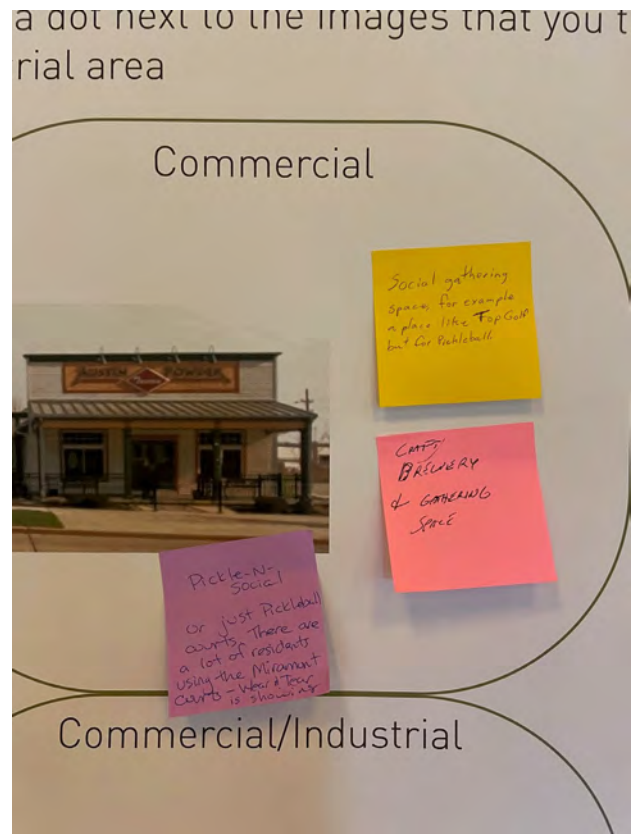 a dot next to the images that you t
rial area
Commercial
Social gathering
space, for example
a place like Top Golf
but for Pickleball.
AUSTIN POWDER
CRAFT
BREWERY
& GATHERING
SPACE
Pickle-N-
Social
or just Pickleball
courts. There are
a lot of residents
using the Miramont
courts - Wear & Tear
is showing
Commercial/Industrial